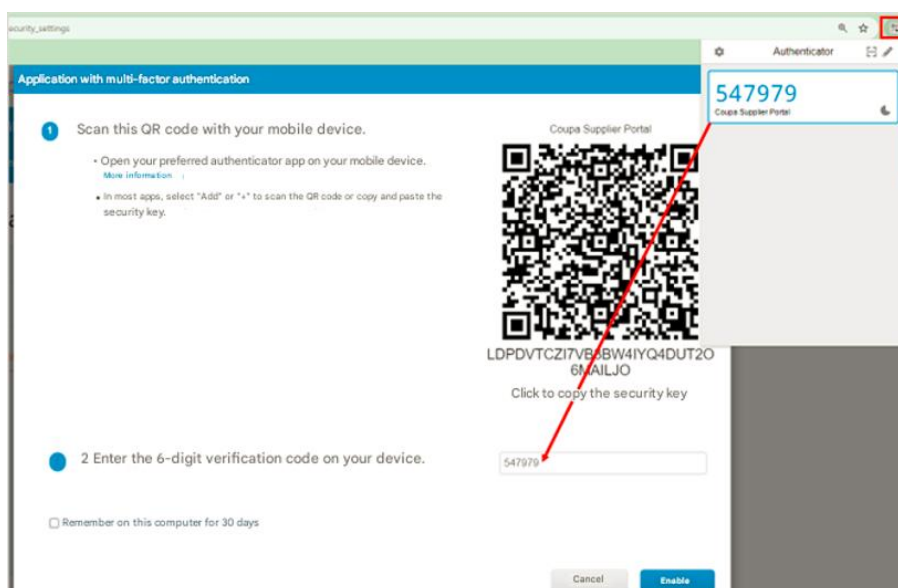 ecurity_settings
Authenticator
Application with multi-factor authentication
547979
Coupa Supplier Portal
1 Scan this QR code with your mobile device.
Coupa Supplier Portal
• Open your preferred authenticator app on your mobile device.
More information
• In most apps, select "Add" or "+" to scan the QR code or copy and paste the
security key.
6MAILJO
Click to copy the security key
2 Enter the 6-digit verification code on your device.
547979
Remember on this computer for 30 days
Cancel
Enable